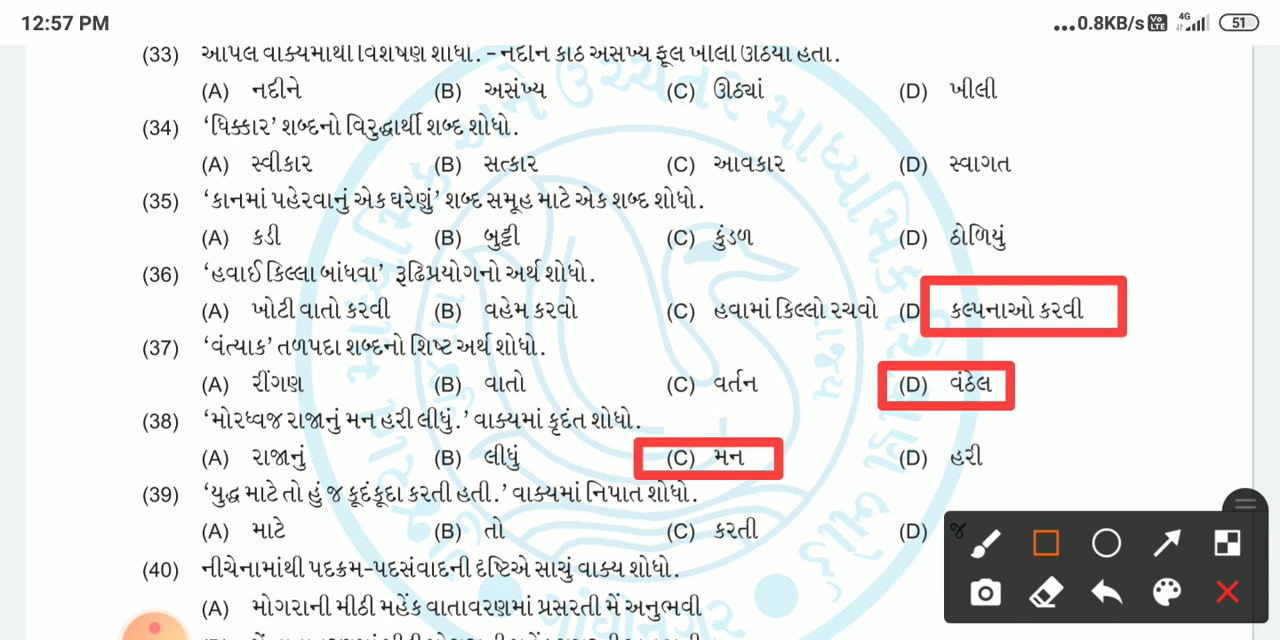 12:57 PM
...0.8KB/s Vo LTE 4G 51
(33) આપેલ વાક્યમાંથી વિશેષણ શોધો. – નદીને કાંઠે અસંખ્ય ફૂલ ખીલી ઊઠ્યાં હતાં.
(A) નદીને (B) અસંખ્ય (C) ઊઠ્યાં (D) ખીલી
(34) ‘ધિક્કાર’ શબ્દનો વિરુદ્ધાર્થી શબ્દ શોધો.
(A) સ્વીકાર (B) સત્કાર (C) આવકાર (D) સ્વાગત
(35) ‘કાનમાં પહેરવાનું એક ઘરેણું’ શબ્દ સમૂહ માટે એક શબ્દ શોધો.
(A) કડી (B) બુટ્ટી (C) કુંડળ (D) ઠોળિયું
(36) ‘હવાઈ કિલ્લા બાંધવા’ રૂઢિપ્રયોગનો અર્થ શોધો.
(A) ખોટી વાતો કરવી (B) વહેમ કરવો (C) હવામાં કિલ્લો રચવો (D કલ્પનાઓ કરવી
(37) ‘વંત્યાક’ તળપદા શબ્દનો શિષ્ટ અર્થ શોધો.
(A) રીંગણ (B) વાતો (C) વર્તન (D) વંઠેલ
(38) ‘મોરધ્વજ રાજાનું મન હરી લીધું.’ વાક્યમાં કૃદંત શોધો.
(A) રાજાનું (B) લીધું (C) મન (D) હરી
(39) ‘યુદ્ધ માટે તો હું જ કૂદંકૂદા કરતી હતી.’ વાક્યમાં નિપાત શોધો.
(A) માટે (B) તો (C) કરતી (D) જ
(40) નીચેનામાંથી પદક્રમ-પદસંવાદની દૃષ્ટિએ સાચું વાક્ય શોધો.
(A) મોગરાની મીઠી મહેંક વાતાવરણમાં પ્રસરતી મેં અનુભવી